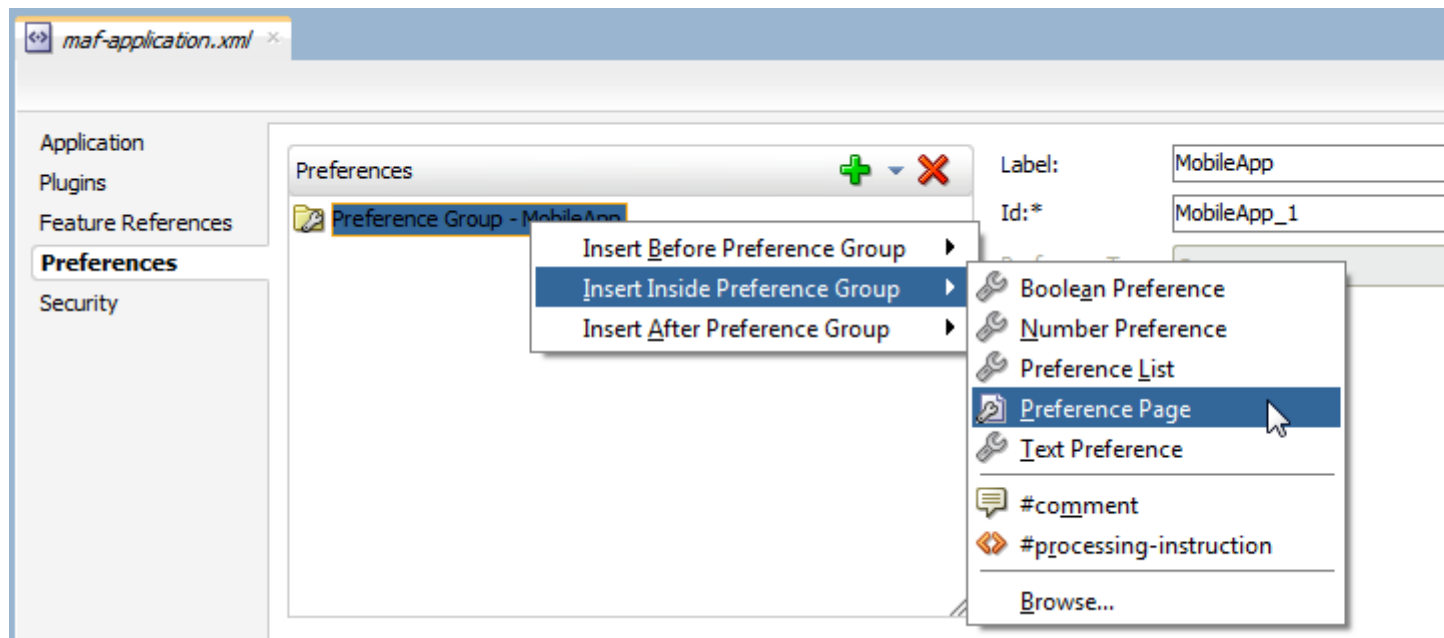 maf-application.xml
Application
Plugins
Feature References
Preferences
Security
Preferences
Preference Group - MobileApp
Label:
MobileApp
Id:*
MobileApp_1
Insert Before Preference Group
Insert Inside Preference Group
Insert After Preference Group
Boolean Preference
Number Preference
Preference List
Preference Page
Text Preference
#comment
#processing-instruction
Browse...